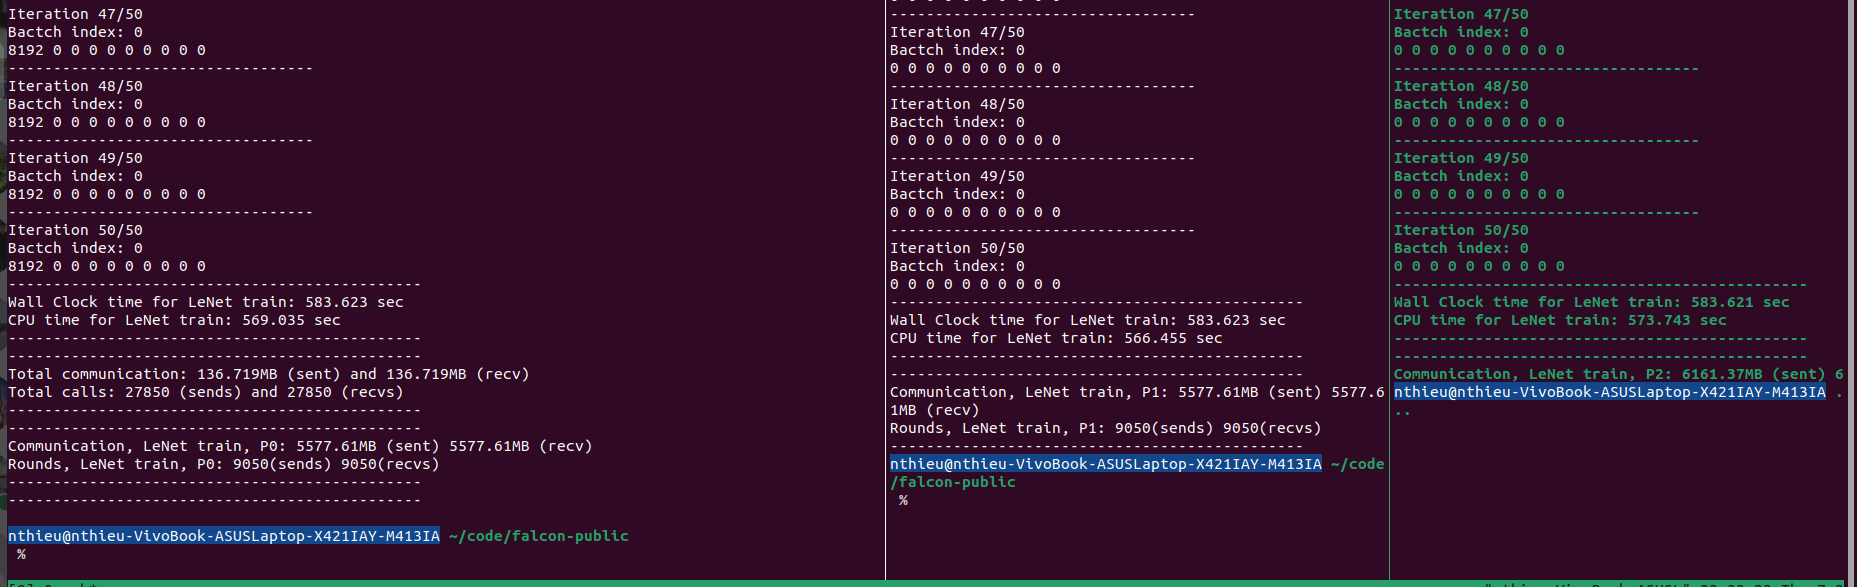 Iteration 47/50
Bactch index: 0
8192 0 0 0 0 0 0 0 0 0
----------------------------------
Iteration 48/50
Bactch index: 0
8192 0 0 0 0 0 0 0 0 0
----------------------------------
Iteration 49/50
Bactch index: 0
8192 0 0 0 0 0 0 0 0 0
----------------------------------
Iteration 50/50
Bactch index: 0
8192 0 0 0 0 0 0 0 0 0
----------------------------------------------
Wall Clock time for LeNet train: 583.623 sec
CPU time for LeNet train: 569.035 sec
----------------------------------------------
----------------------------------------------
Total communication: 136.719MB (sent) and 136.719MB (recv)
Total calls: 27850 (sends) and 27850 (recvs)
----------------------------------------------
----------------------------------------------
Communication, LeNet train, P0: 5577.61MB (sent) 5577.61MB (recv)
Rounds, LeNet train, P0: 9050(sends) 9050(recvs)
----------------------------------------------
----------------------------------------------
nthieu@nthieu-VivoBook-ASUSLaptop-X421IAY-M413IA ~/code/falcon-public
%
----------------------------------
Iteration 47/50
Bactch index: 0
0 0 0 0 0 0 0 0 0 0
----------------------------------
Iteration 48/50
Bactch index: 0
0 0 0 0 0 0 0 0 0 0
----------------------------------
Iteration 49/50
Bactch index: 0
0 0 0 0 0 0 0 0 0 0
----------------------------------
Iteration 50/50
Bactch index: 0
0 0 0 0 0 0 0 0 0 0
----------------------------------------------
Wall Clock time for LeNet train: 583.623 sec
CPU time for LeNet train: 566.455 sec
----------------------------------------------
----------------------------------------------
Communication, LeNet train, P1: 5577.61MB (sent) 5577.6
1MB (recv)
Rounds, LeNet train, P1: 9050(sends) 9050(recvs)
----------------------------------------------
nthieu@nthieu-VivoBook-ASUSLaptop-X421IAY-M413IA ~/code
/falcon-public
%
Iteration 47/50
Bactch index: 0
0 0 0 0 0 0 0 0 0 0
----------------------------------
Iteration 48/50
Bactch index: 0
0 0 0 0 0 0 0 0 0 0
----------------------------------
Iteration 49/50
Bactch index: 0
0 0 0 0 0 0 0 0 0 0
----------------------------------
Iteration 50/50
Bactch index: 0
0 0 0 0 0 0 0 0 0 0
----------------------------------------------
Wall Clock time for LeNet train: 583.621 sec
CPU time for LeNet train: 573.743 sec
----------------------------------------------
----------------------------------------------
Communication, LeNet train, P2: 6161.37MB (sent) 6
nthieu@nthieu-VivoBook-ASUSLaptop-X421IAY-M413IA .
..